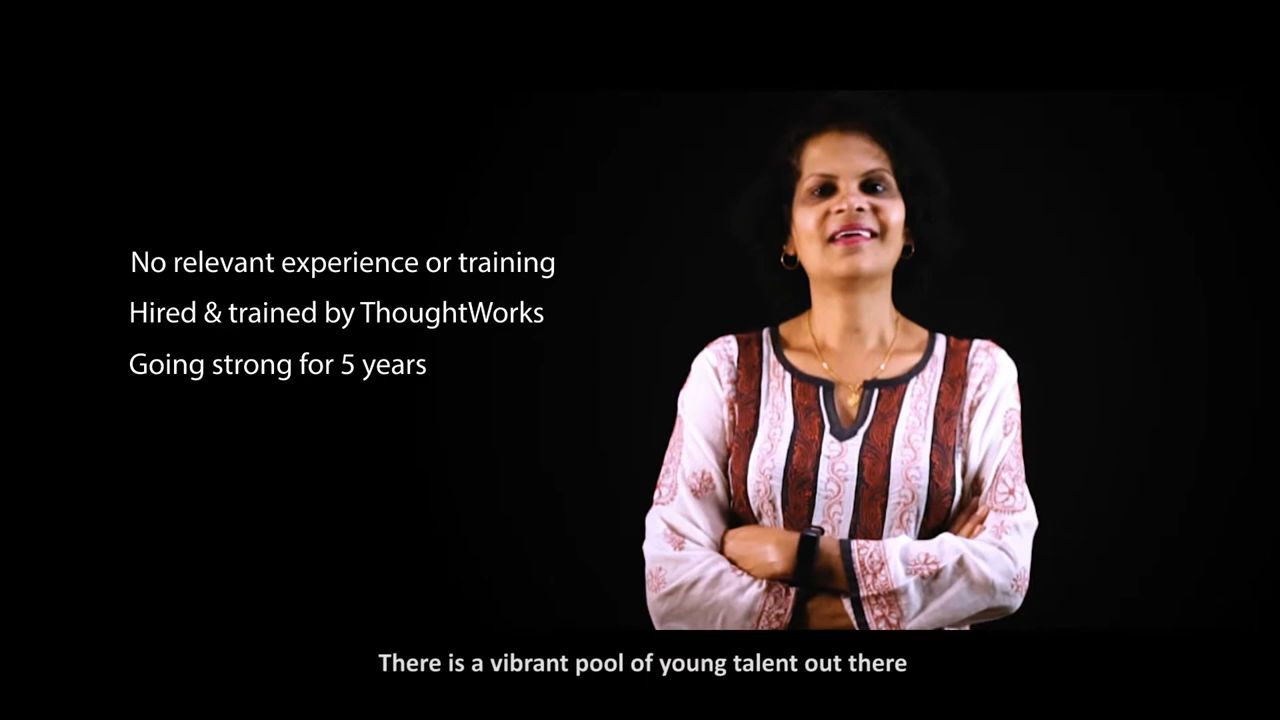 No relevant experience or training
Hired & trained by ThoughtWorks
Going strong for 5 years
There is a vibrant pool of young talent out there